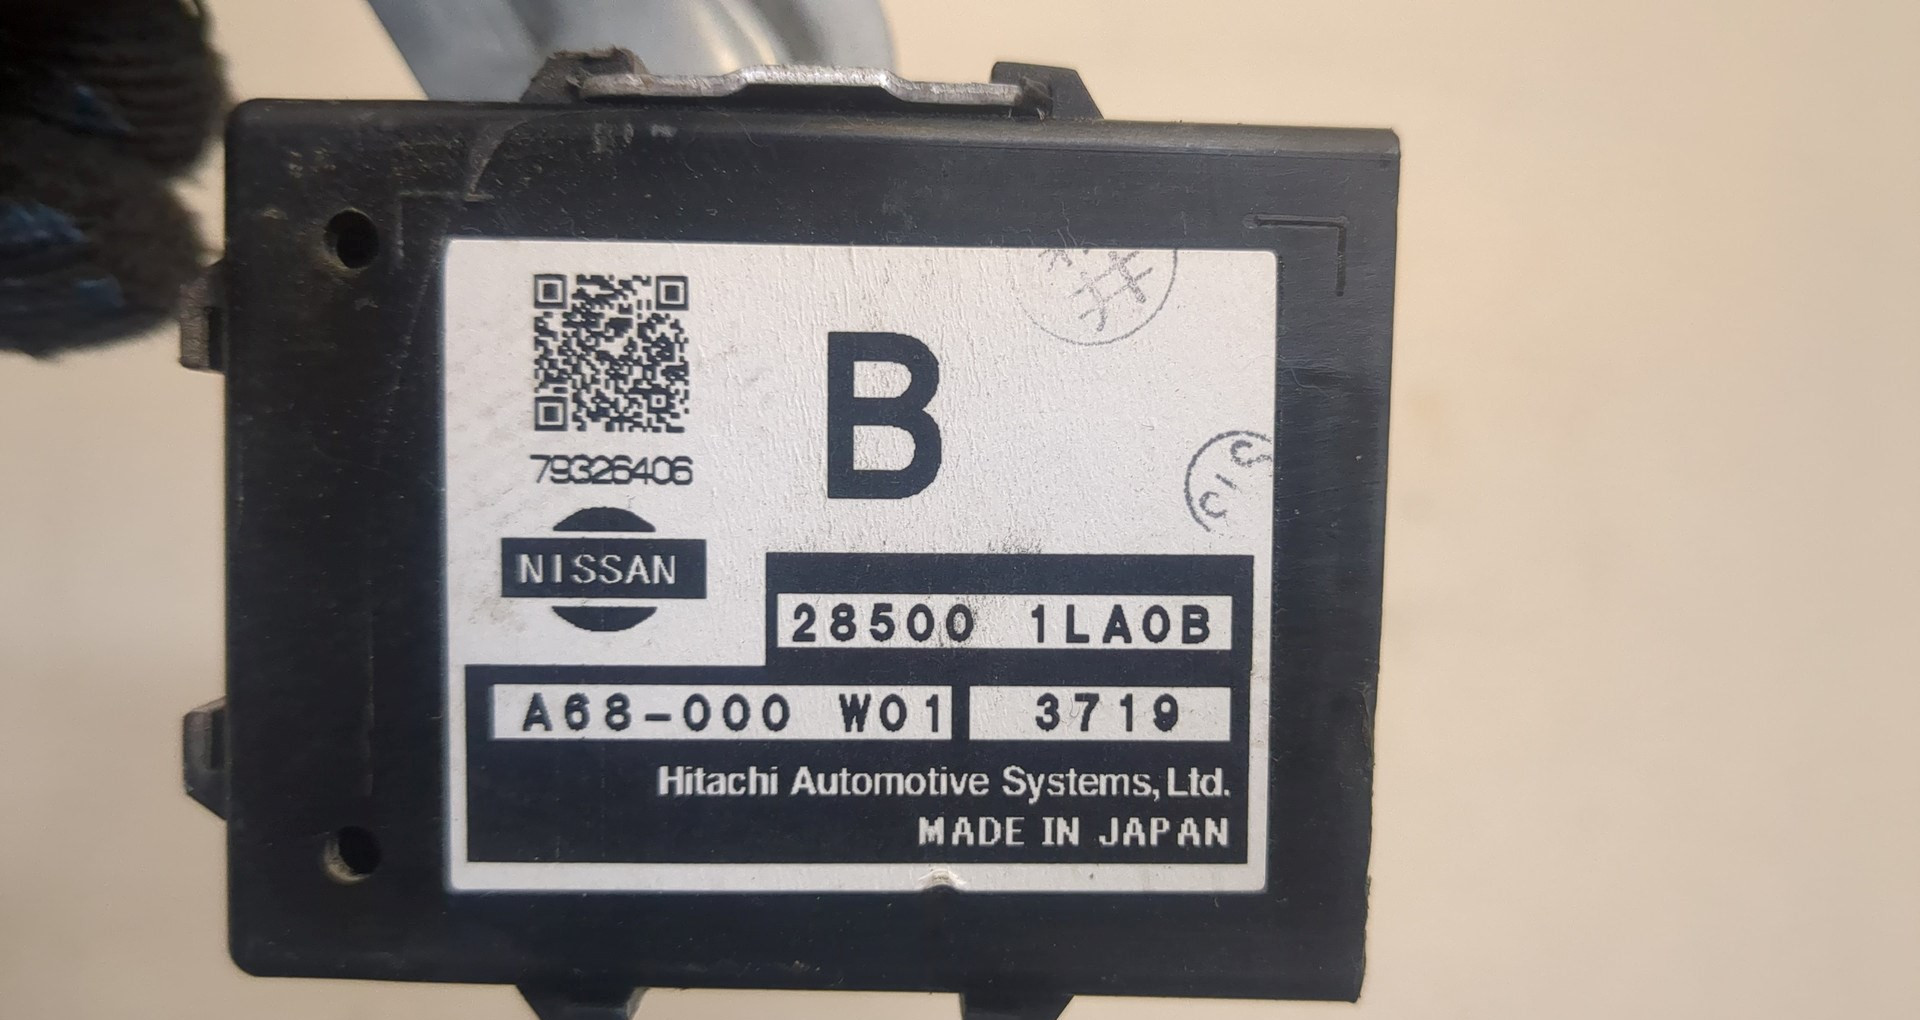 B
79326406
NISSAN
28500 1LA0B
A68-000 W01 3719
Hitachi Automotive Systems, Ltd.
MADE IN JAPAN